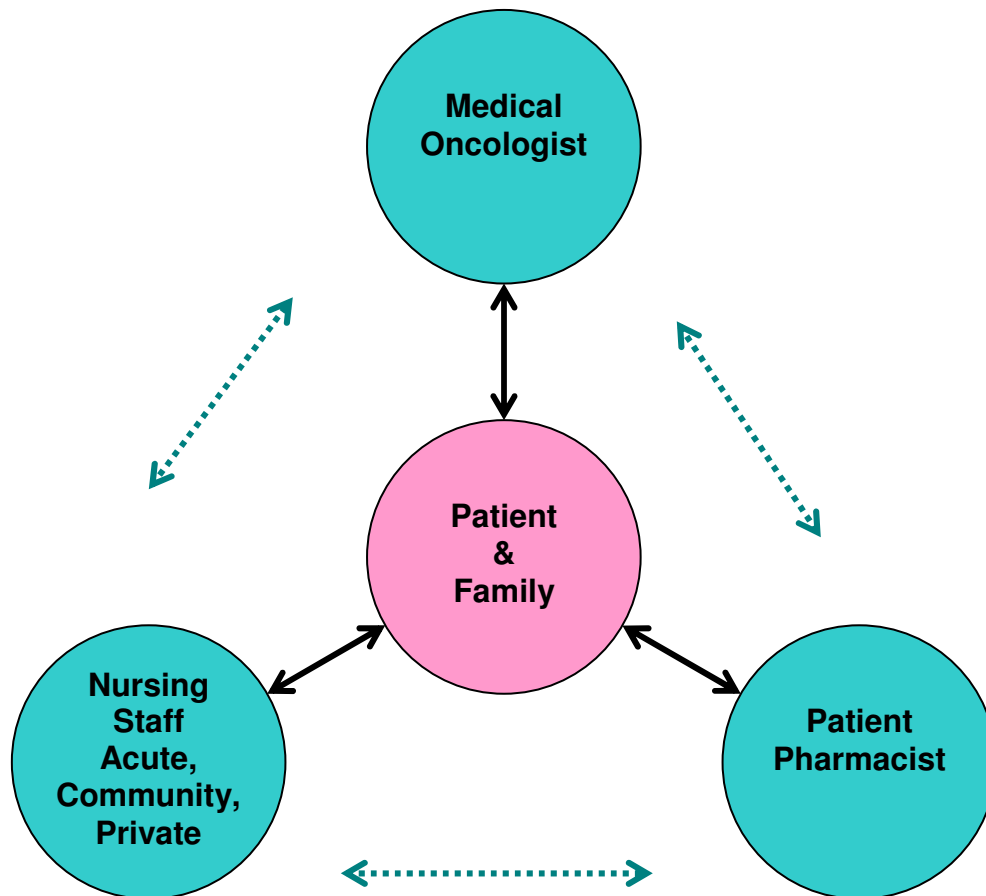 Medical
Oncologist
Patient
&
Family
Nursing
Staff
Acute,
Community,
Private
Patient
Pharmacist